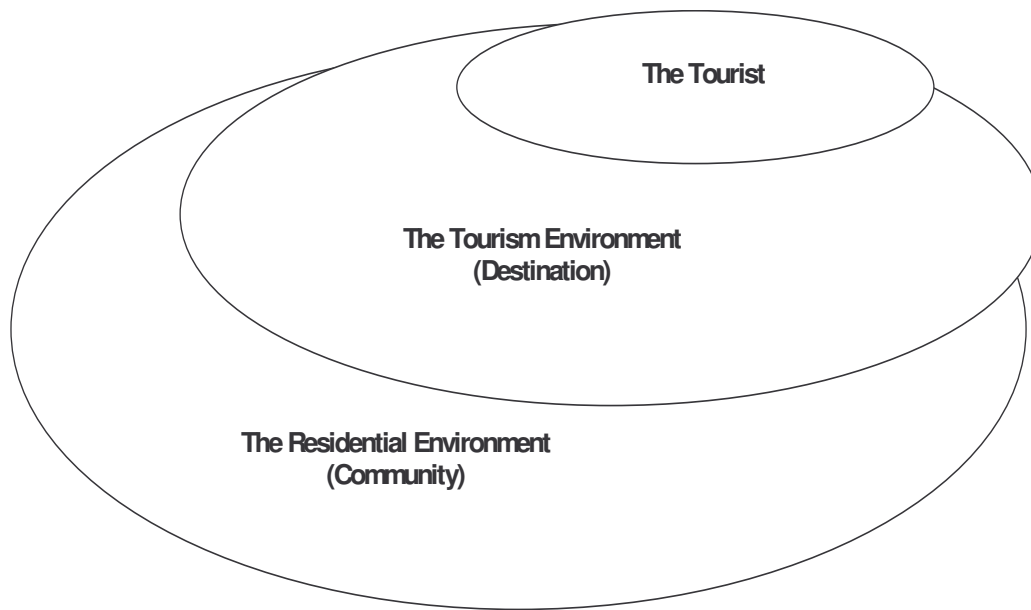 The Tourist
The Tourism Environment
(Destination)
The Residential Environment
(Community)